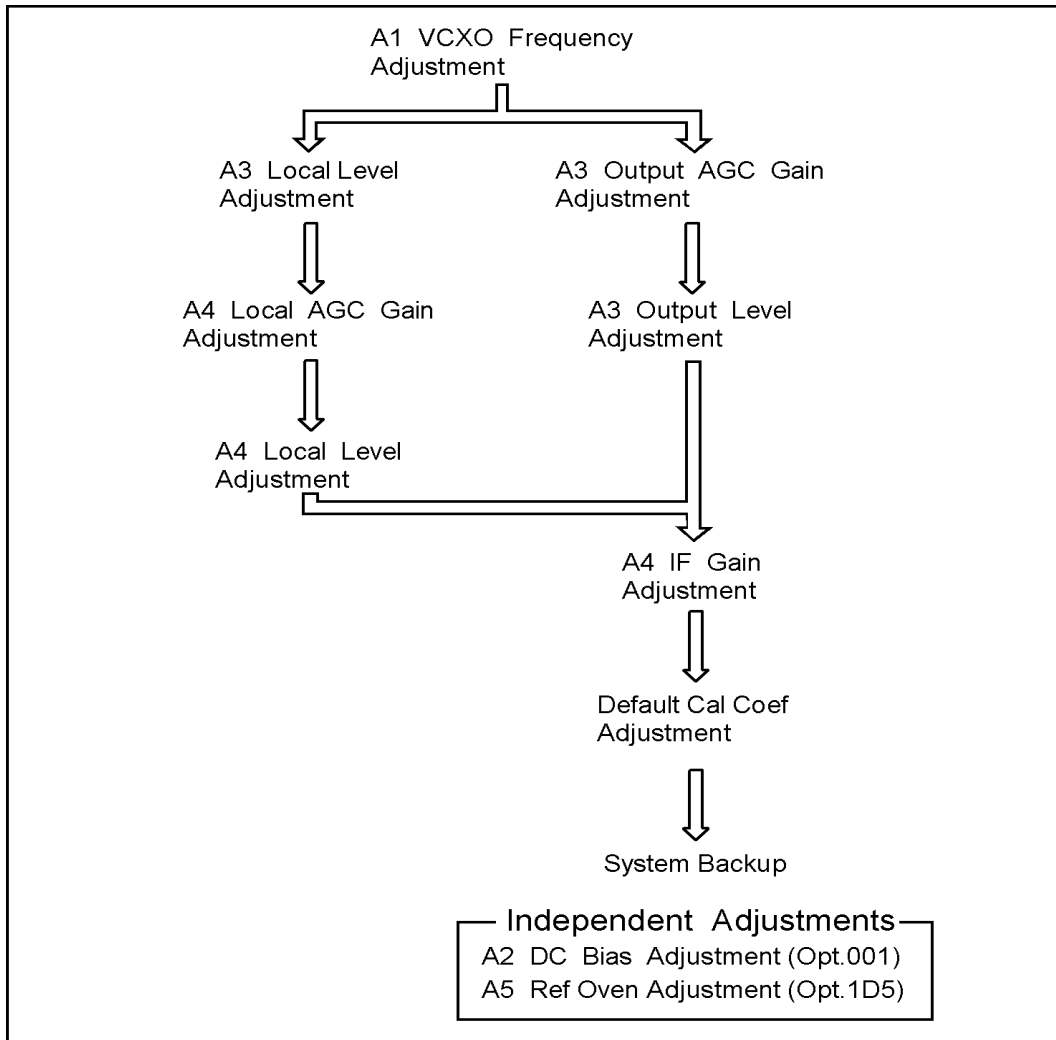 A1 VCXO Frequency
Adjustment
A3 Local Level
Adjustment
A3 Output AGC Gain
Adjustment
A4 Local AGC Gain
Adjustment
A3 Output Level
Adjustment
A4 Local Level
Adjustment
A4 IF Gain
Adjustment
Default Cal Coef
Adjustment
System Backup
Independent Adjustments
A2 DC Bias Adjustment (Opt.001)
A5 Ref Oven Adjustment (Opt.1D5)